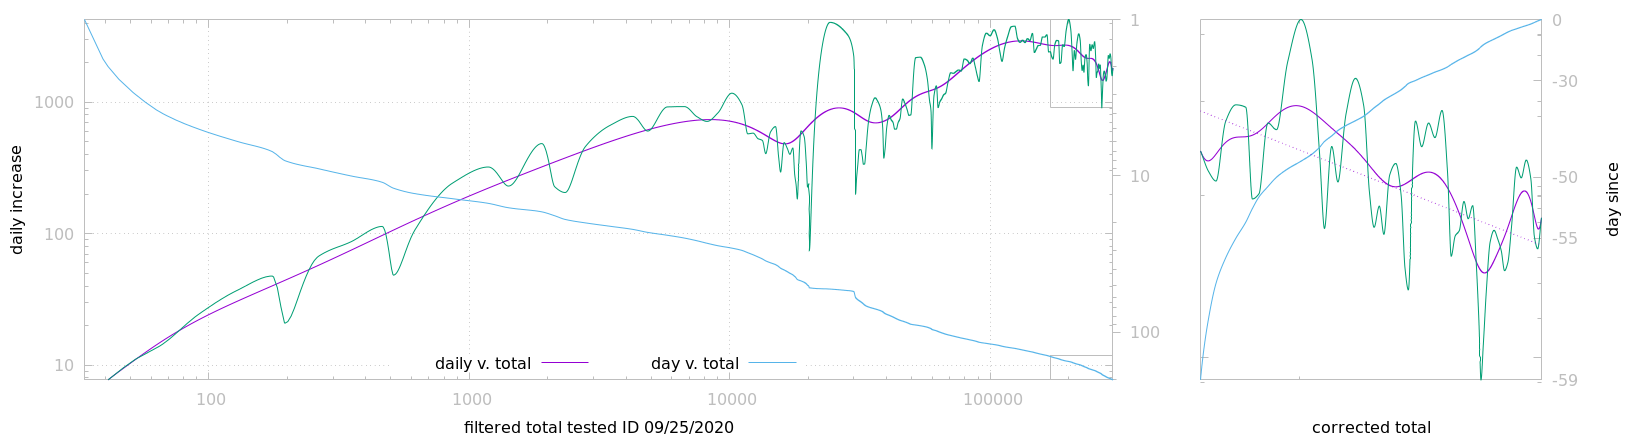 daily increase
1000
100
10
100
1000
10000
100000
1
10
100
daily v. total
day v. total
filtered total tested ID 09/25/2020
0
-30
-50
-55
-59
day since
corrected total